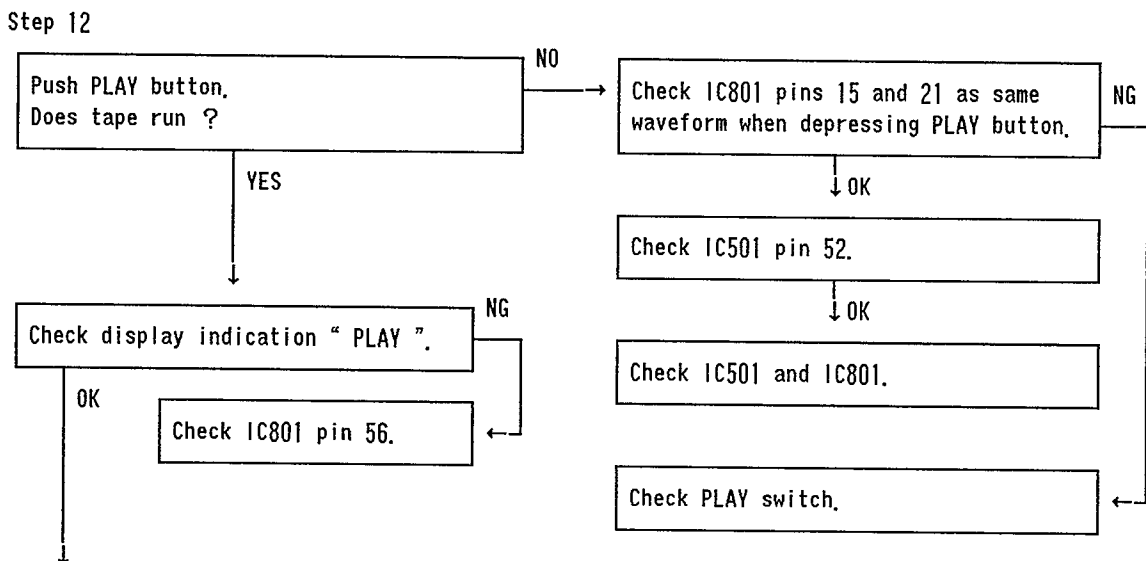 Step 12
Push PLAY button.
Does tape run ?
NO
Check IC801 pins 15 and 21 as same
waveform when depressing PLAY button.
NG
YES
OK
Check IC501 pin 52.
OK
Check IC501 and IC801.
Check display indication “ PLAY ”.
NG
OK
Check IC801 pin 56.
Check PLAY switch.